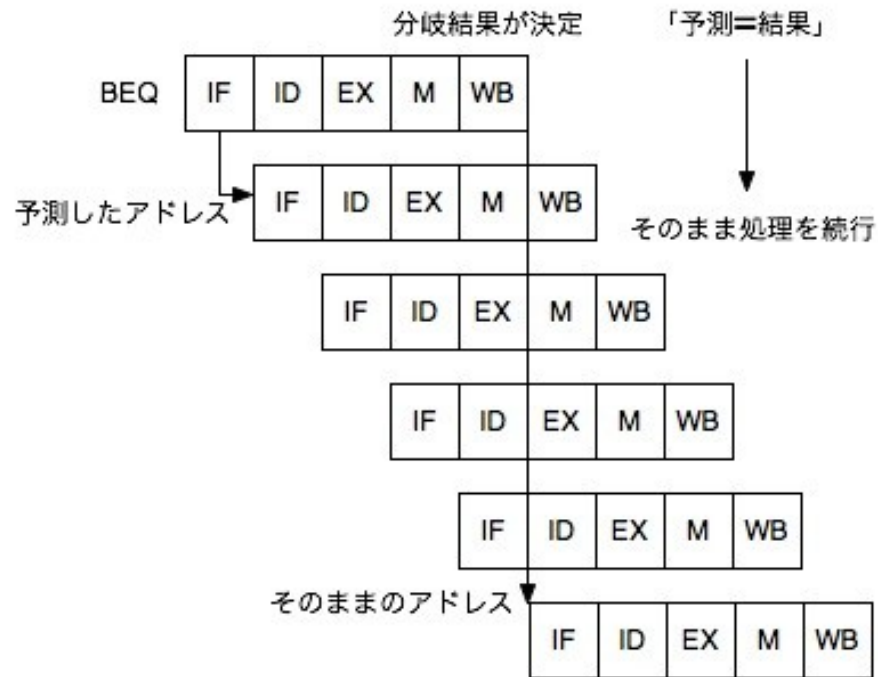 分岐結果が決定 「予測=結果」
BEQ IF ID EX M WB
予測したアドレス IF ID EX M WB
そのまま処理を続行
IF ID EX M WB
IF ID EX M WB
IF ID EX M WB
そのままのアドレス
IF ID EX M WB